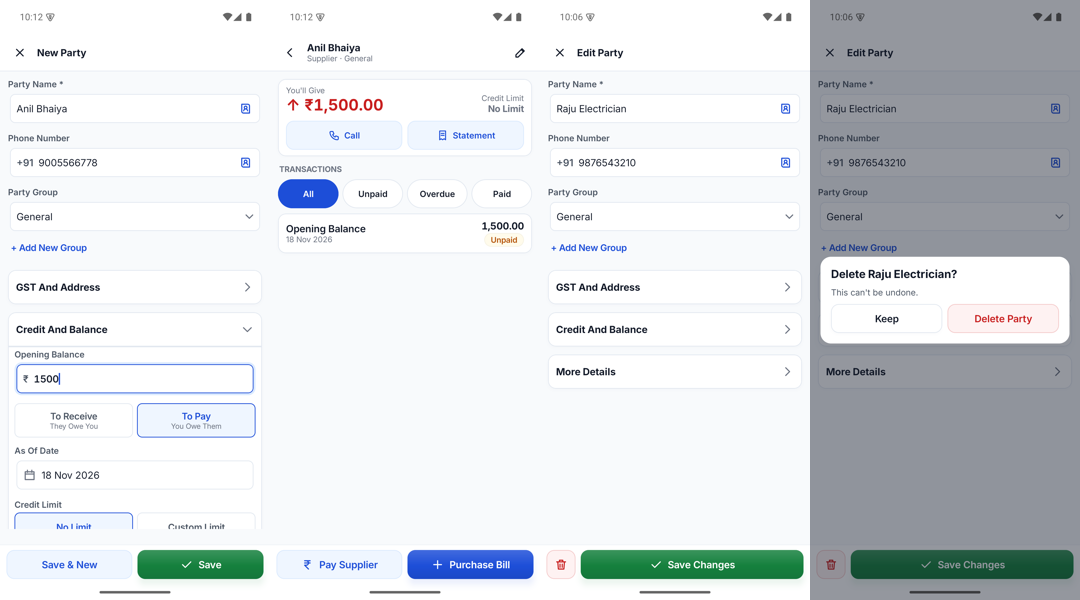 10:12
New Party
Party Name *
Anil Bhaiya
Phone Number
+91 9005566778
Party Group
General
+ Add New Group
GST And Address
Credit And Balance
Opening Balance
₹ 1500
To Receive
They Owe You
To Pay
You Owe Them
As Of Date
18 Nov 2026
Credit Limit
No Limit
Custom Limit
Save & New
Save
10:12
Anil Bhaiya
Supplier · General
You'll Give
₹1,500.00
Credit Limit
No Limit
Call
Statement
TRANSACTIONS
All
Unpaid
Overdue
Paid
Opening Balance
1,500.00
18 Nov 2026
Unpaid
₹ Pay Supplier
+ Purchase Bill
10:06
Edit Party
Party Name *
Raju Electrician
Phone Number
+91 9876543210
Party Group
General
+ Add New Group
GST And Address
Credit And Balance
More Details
Save Changes
10:06
Edit Party
Party Name *
Raju Electrician
Phone Number
+91 9876543210
Party Group
General
+ Add New Group
Delete Raju Electrician?
This can't be undone.
Keep
Delete Party
More Details
Save Changes